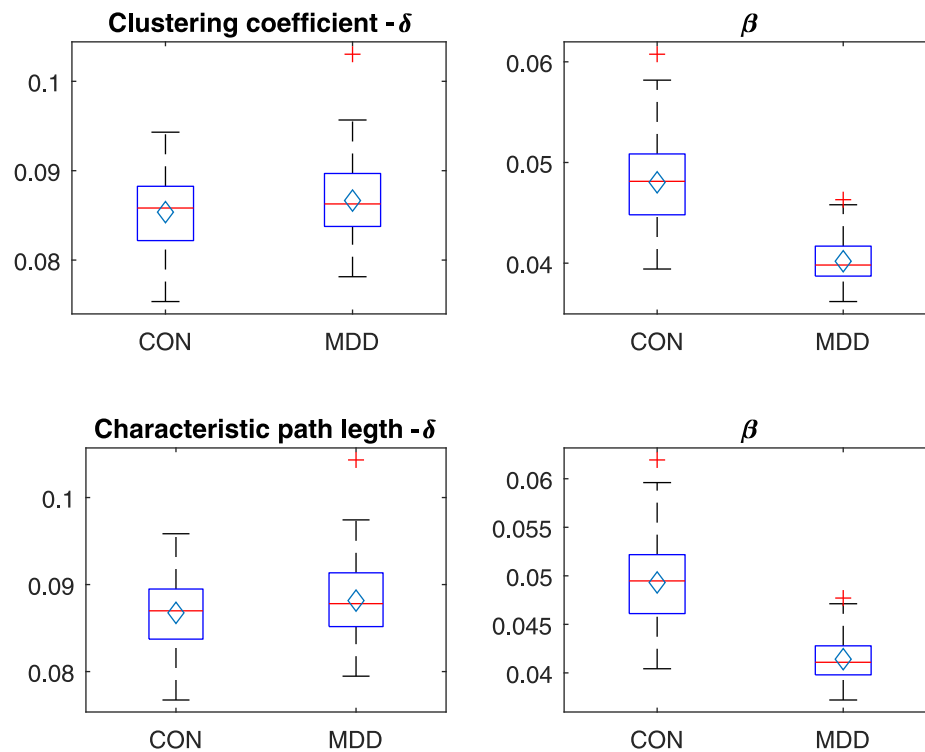 Clustering coefficient -δ
0.1
0.09
0.08
CON MDD
β
0.06
0.05
0.04
CON MDD
Characteristic path legth -δ
0.1
0.09
0.08
CON MDD
β
0.06
0.055
0.05
0.045
0.04
CON MDD